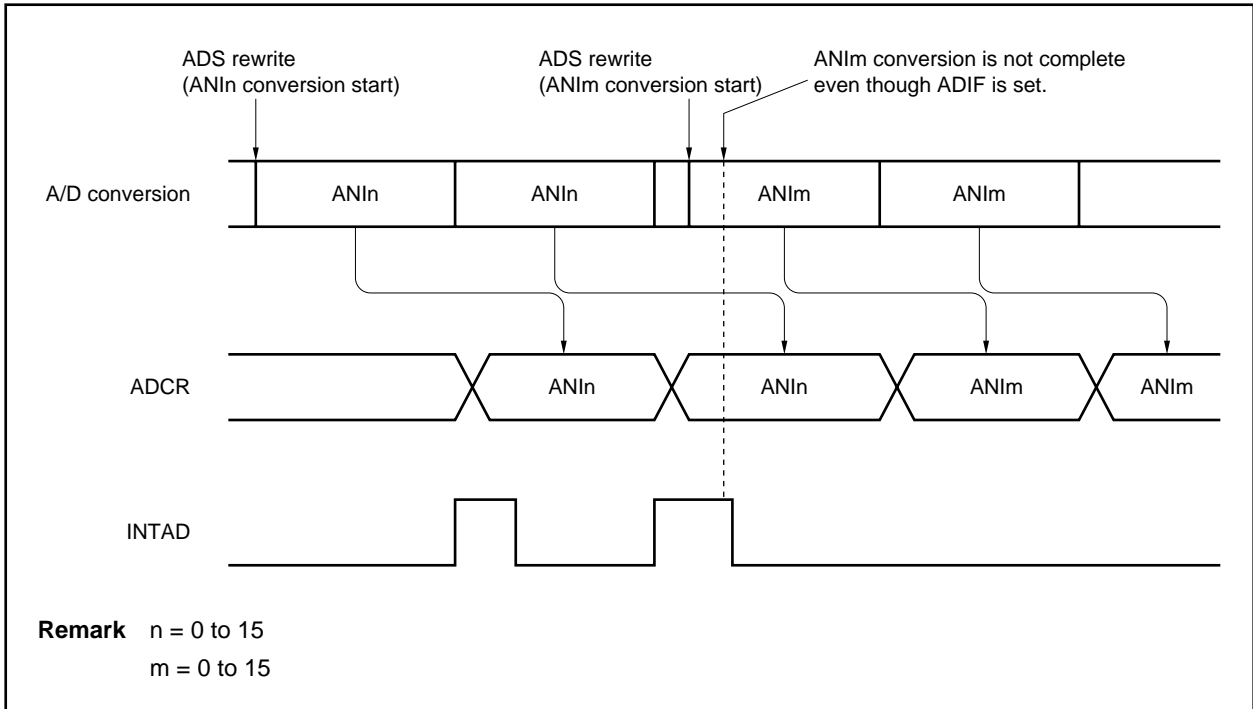 ADS rewrite
(ANIn conversion start)
ADS rewrite
(ANIm conversion start)
ANIm conversion is not complete
even though ADIF is set.
A/D conversion
ANIn
ANIn
ANIm
ANIm
ADCR
ANIn
ANIn
ANIm
ANIm
INTAD
Remark n = 0 to 15
m = 0 to 15